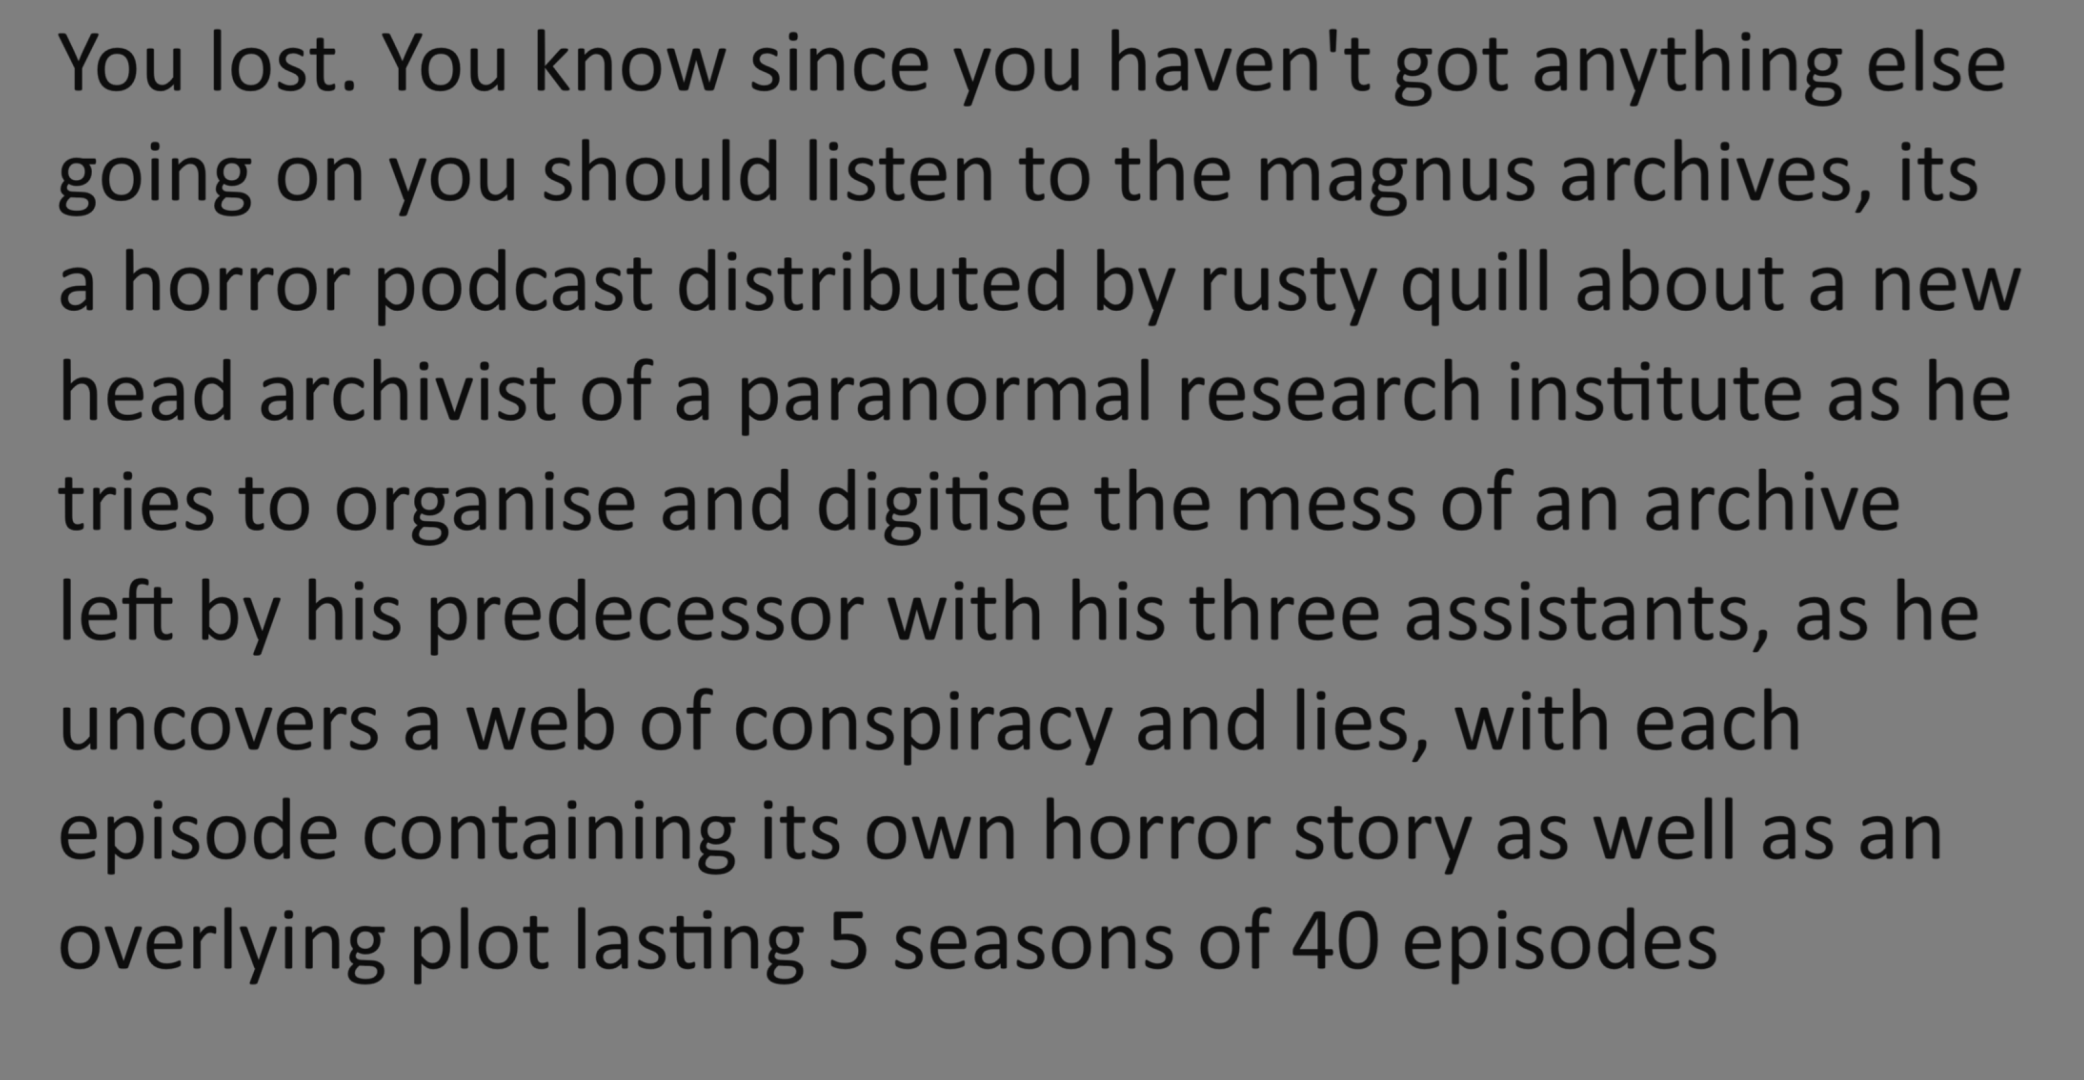 You lost. You know since you haven't got anything else
going on you should listen to the magnus archives, its
a horror podcast distributed by rusty quill about a new
head archivist of a paranormal research institute as he
tries to organise and digitise the mess of an archive
left by his predecessor with his three assistants, as he
uncovers a web of conspiracy and lies, with each
episode containing its own horror story as well as an
overlying plot lasting 5 seasons of 40 episodes